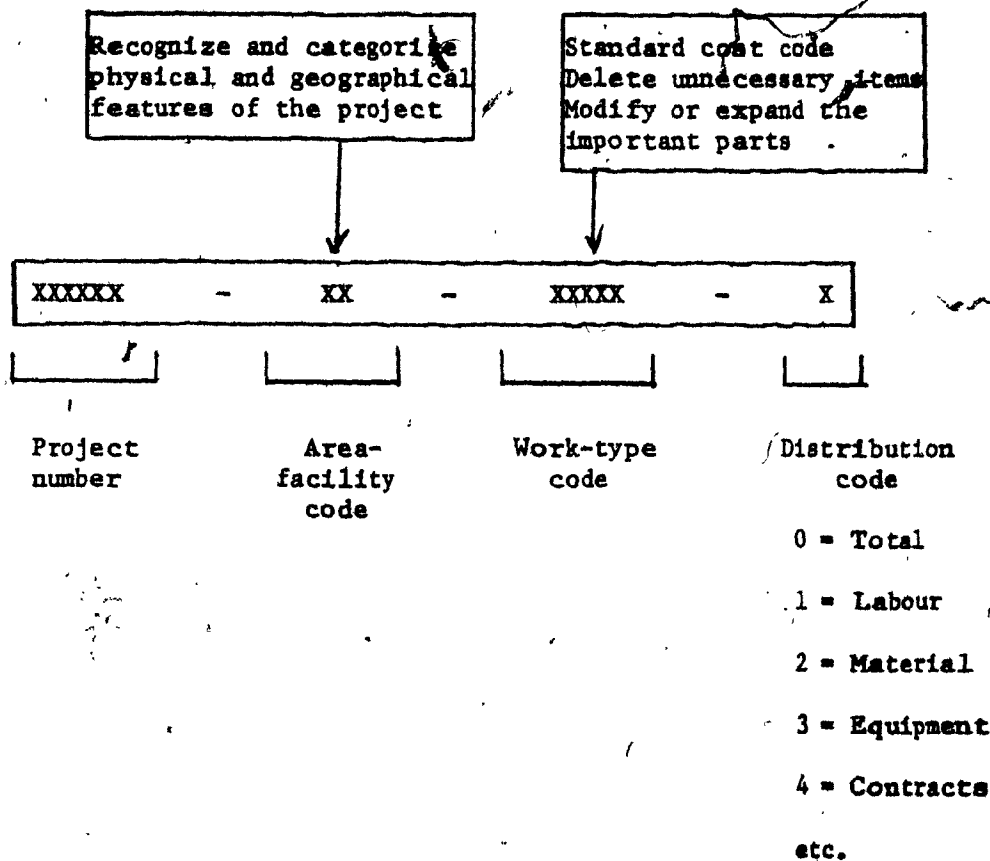 Recognize and categorize
physical and geographical
features of the project
Standard cost code
Delete unnecessary items
Modify or expand the
important parts
XXXXXX - XX - XXXXX - X
Project
number
Area-
facility
code
Work-type
code
Distribution
code
0 = Total
1 = Labour
2 = Material
3 = Equipment
4 = Contracts
etc.